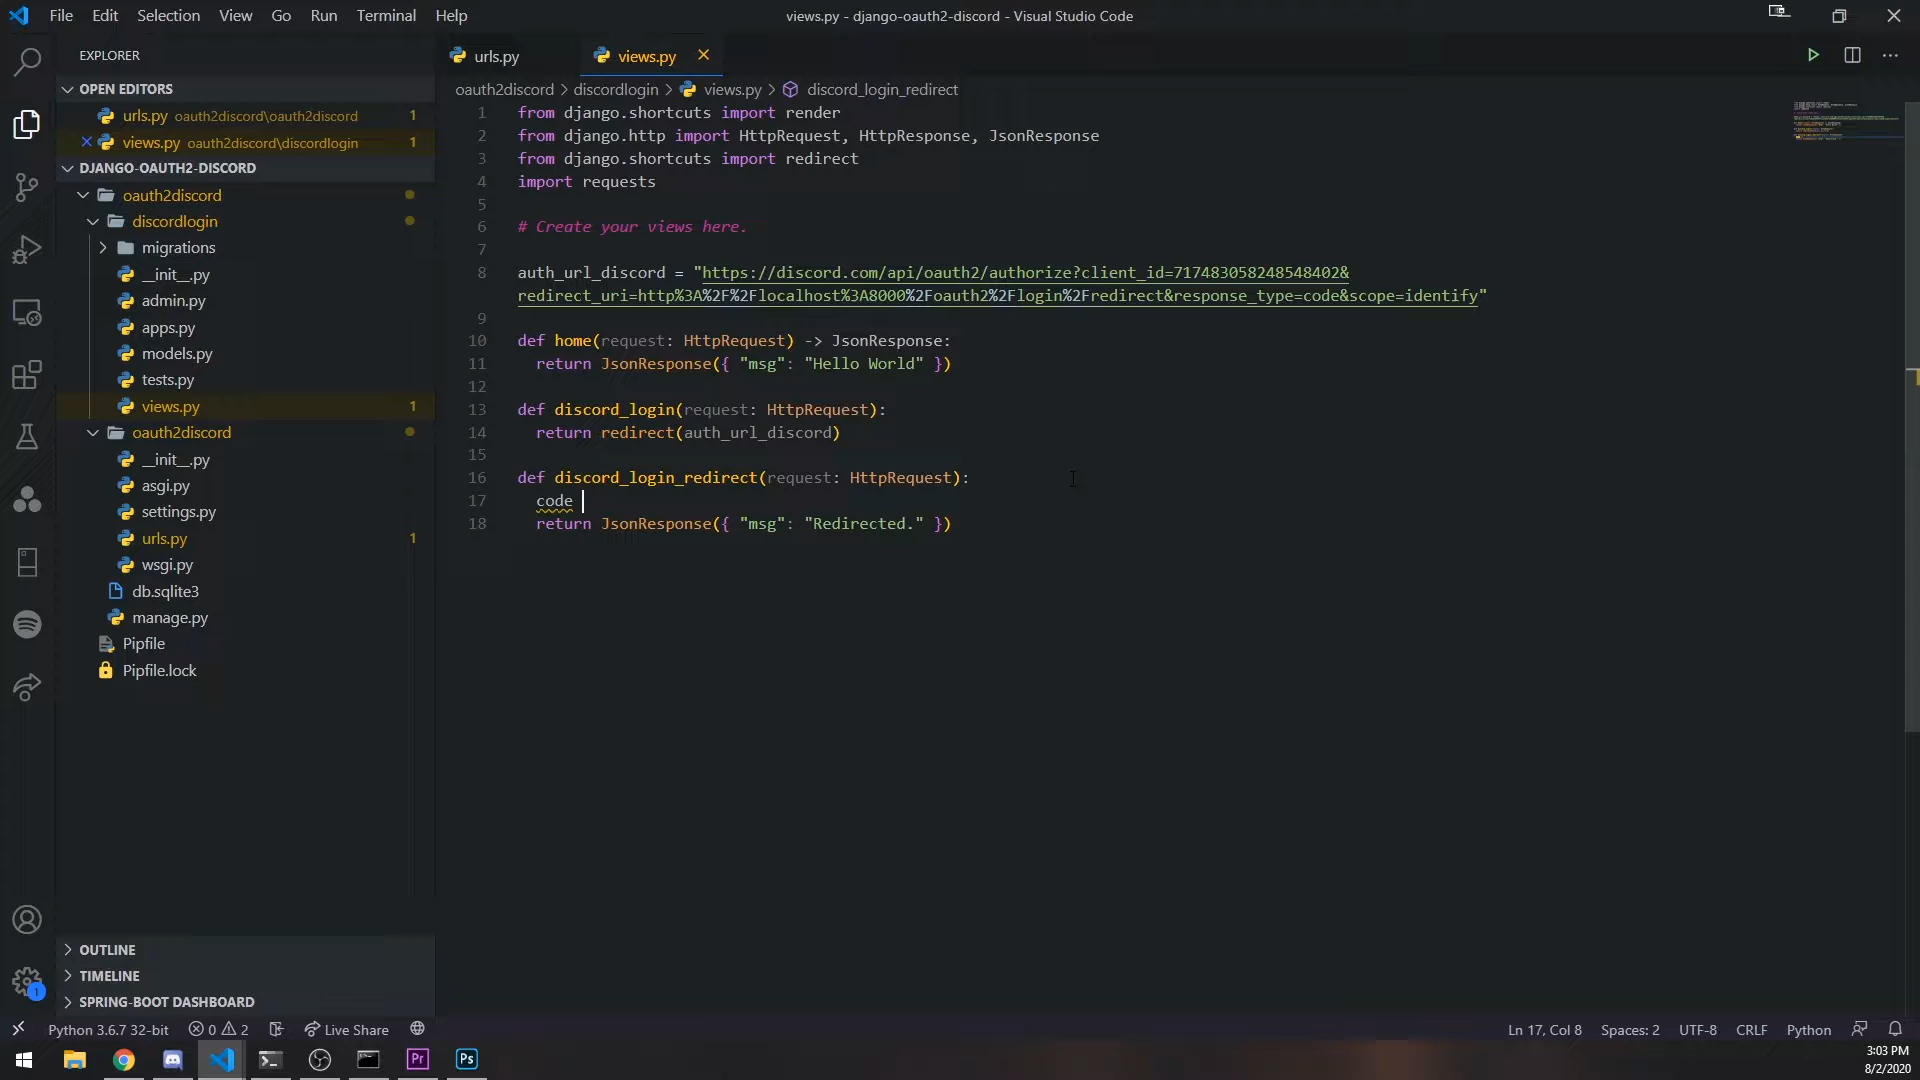 File Edit Selection View Go Run Terminal Help
views.py - django-oauth2-discord - Visual Studio Code
EXPLORER
OPEN EDITORS
urls.py oauth2discord\oauth2discord 1
views.py oauth2discord\discordlogin 1
DJANGO-OAUTH2-DISCORD
oauth2discord
discordlogin
migrations
__init__.py
admin.py
apps.py
models.py
tests.py
views.py 1
oauth2discord
__init__.py
asgi.py
settings.py
urls.py 1
wsgi.py
db.sqlite3
manage.py
Pipfile
Pipfile.lock
OUTLINE
TIMELINE
SPRING-BOOT DASHBOARD
1
urls.py
views.py
oauth2discord > discordlogin > views.py > discord_login_redirect
1 from django.shortcuts import render
2 from django.http import HttpRequest, HttpResponse, JsonResponse
3 from django.shortcuts import redirect
4 import requests
5
6 # Create your views here.
7
8 auth_url_discord = "https://discord.com/api/oauth2/authorize?client_id=717483058248548402&
redirect_uri=http%3A%2F%2Flocalhost%3A8000%2Foauth2%2Flogin%2Fredirect&response_type=code&scope=identify"
9
10 def home(request: HttpRequest) -> JsonResponse:
11 return JsonResponse({ "msg": "Hello World" })
12
13 def discord_login(request: HttpRequest):
14 return redirect(auth_url_discord)
15
16 def discord_login_redirect(request: HttpRequest):
17 code
18 return JsonResponse({ "msg": "Redirected." })
Python 3.6.7 32-bit 0 2 Live Share
Ln 17, Col 8 Spaces: 2 UTF-8 CRLF Python
Pr Ps
3:03 PM
8/2/2020